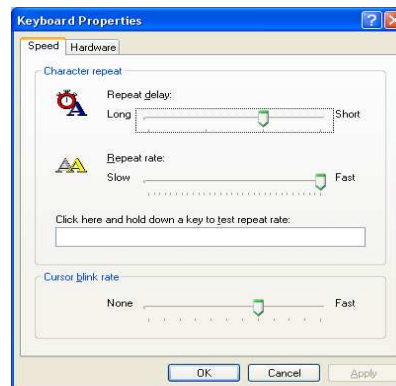 Keyboard Properties
Speed Hardware
Character repeat
Repeat delay:
Long Short
Repeat rate:
Slow Fast
Click here and hold down a key to test repeat rate:
Cursor blink rate
None Fast
OK Cancel Apply